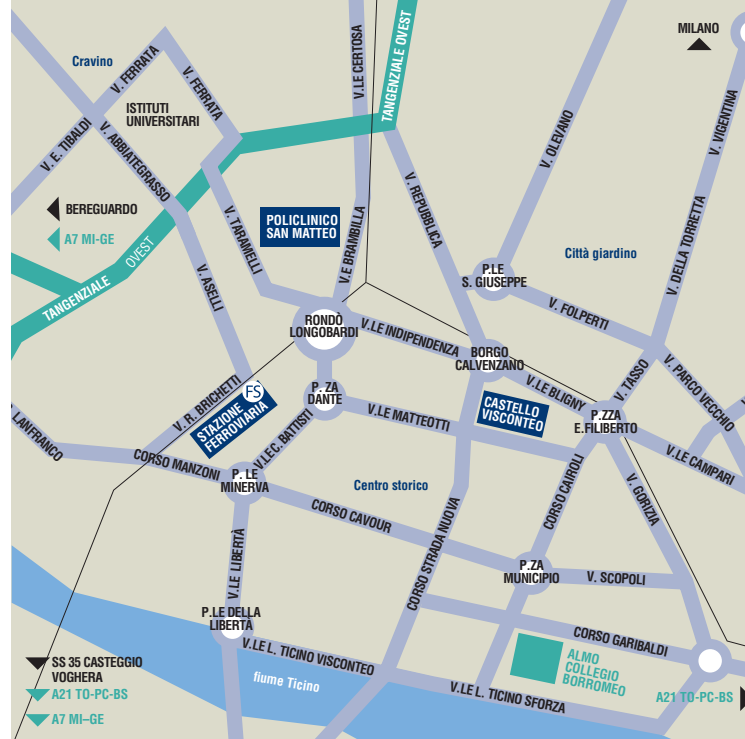 MILANO
Cravino
V. FERRATA
V. FERRATA
V.LE CERTOSA
TANGENZIALE OVEST
ISTITUTI
UNIVERSITARI
V. E. TIBALDI
V. ABBIATEGRASSO
V. OLEVANO
V. VIGENTINA
BEREGUARDO
A7 MI-GE
POLICLINICO
SAN MATTEO
V. TARAMELLI
V.E BRAMBILLA
V. REPUBBLICA
Città giardino
V. DELLA TORRETTA
TANGENZIALE OVEST
V. ASELLI
P.LE
S. GIUSEPPE
V. FOLPERTI
RONDÒ
LONGOBARDI
V.LE INDIPENDENZA
BORGO
CALVENZANO
V.LE BLIGNY
V. TASSO
V. PARCO VECCHIO
V. R. BRICHETTI
FS
STAZIONE
FERROVIARIA
P. ZA
DANTE
V.LE MATTEOTTI
CASTELLO
VISCONTEO
P.ZZA
E.FILIBERTO
LANFRANCO
CORSO MANZONI
V.LEC. BATTISTI
V.LE CAMPARI
P. LE
MINERVA
Centro storico
CORSO CAVOUR
CORSO STRADA NUOVA
CORSO CAIROLI
V. GORIZIA
V.LE LIBERTÀ
P.ZA
MUNICIPIO
V. SCOPOLI
P.LE DELLA
LIBERTÀ
CORSO GARIBALDI
V.LE L. TICINO VISCONTEO
ALMO
COLLEGIO
BORROMEO
SS 35 CASTEGGIO
VOGHERA
A21 TO-PC-BS
A7 MI–GE
fiume Ticino
V.LE L. TICINO SFORZA
A21 TO-PC-BS